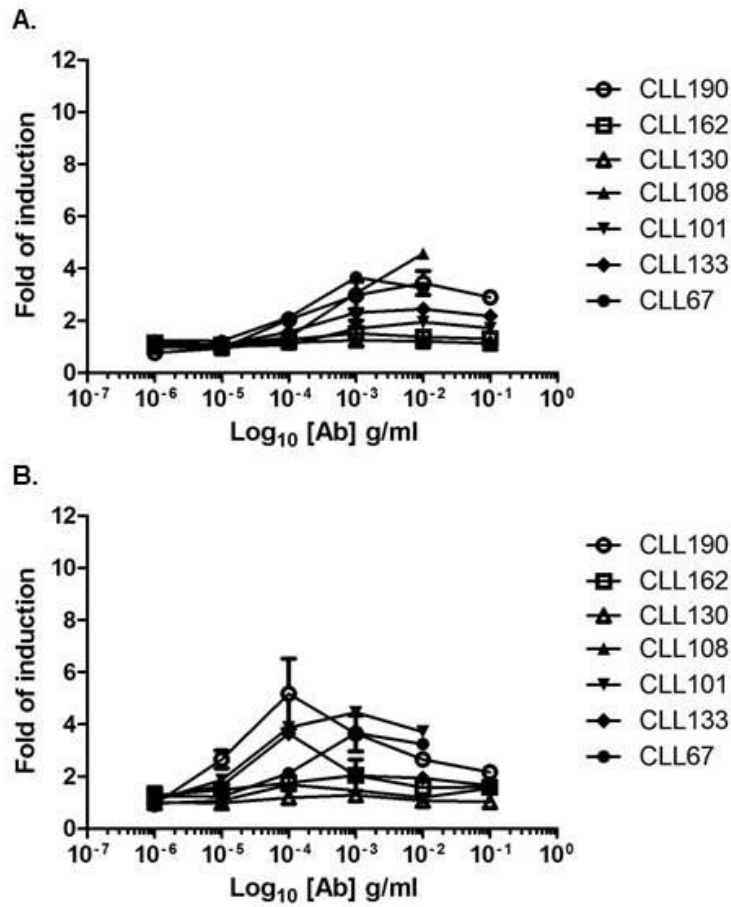 A.
12
10
8
6
4
2
0
Fold of induction
10⁻⁷ 10⁻⁶ 10⁻⁵ 10⁻⁴ 10⁻³ 10⁻² 10⁻¹ 10⁰
Log₁₀ [Ab] g/ml
CLL190
CLL162
CLL130
CLL108
CLL101
CLL133
CLL67
B.
12
10
8
6
4
2
0
Fold of induction
10⁻⁷ 10⁻⁶ 10⁻⁵ 10⁻⁴ 10⁻³ 10⁻² 10⁻¹ 10⁰
Log₁₀ [Ab] g/ml
CLL190
CLL162
CLL130
CLL108
CLL101
CLL133
CLL67